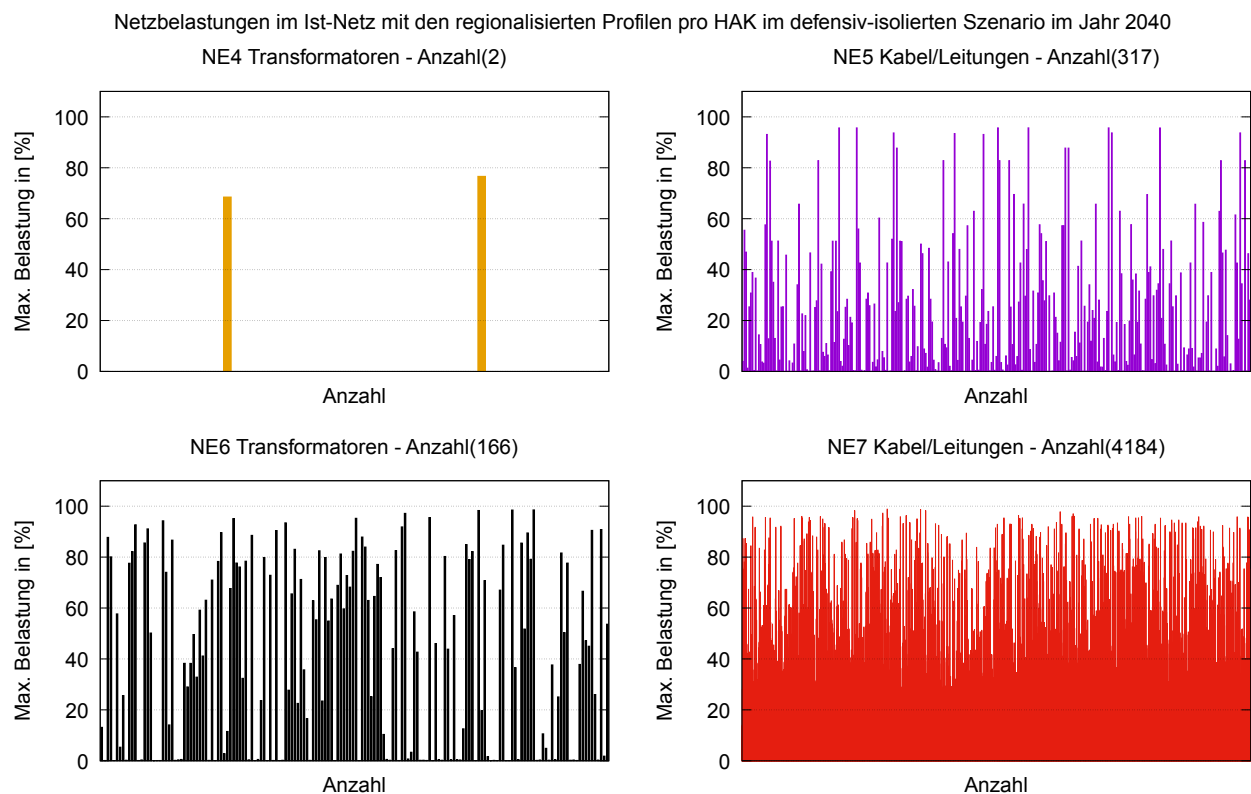 Netzbelastungen im Ist-Netz mit den regionalisierten Profilen pro HAK im defensiv-isolierten Szenario im Jahr 2040
NE4 Transformatoren - Anzahl(2)
Max. Belastung in [%]
100
80
60
40
20
0
Anzahl
NE5 Kabel/Leitungen - Anzahl(317)
Max. Belastung in [%]
100
80
60
40
20
0
Anzahl
NE6 Transformatoren - Anzahl(166)
Max. Belastung in [%]
100
80
60
40
20
0
Anzahl
NE7 Kabel/Leitungen - Anzahl(4184)
Max. Belastung in [%]
100
80
60
40
20
0
Anzahl